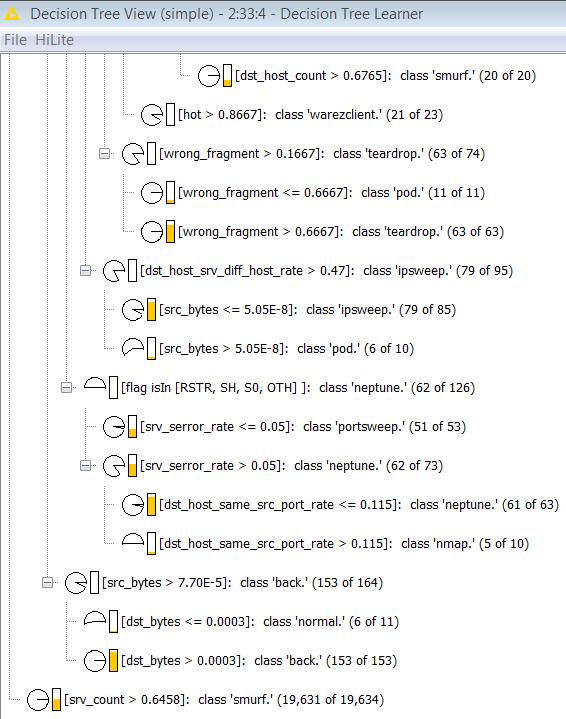 Decision Tree View (simple) - 2:33:4 - Decision Tree Learner
File HiLite
[dst_host_count > 0.6765]: class 'smurf.' (20 of 20)
[hot > 0.8667]: class 'warezclient.' (21 of 23)
[wrong_fragment > 0.1667]: class 'teardrop.' (63 of 74)
[wrong_fragment <= 0.6667]: class 'pod.' (11 of 11)
[wrong_fragment > 0.6667]: class 'teardrop.' (63 of 63)
[dst_host_srv_diff_host_rate > 0.47]: class 'ipsweep.' (79 of 95)
[src_bytes <= 5.05E-8]: class 'ipsweep.' (79 of 85)
[src_bytes > 5.05E-8]: class 'pod.' (6 of 10)
[flag isIn [RSTR, SH, S0, OTH] ]: class 'neptune.' (62 of 126)
[srv_serror_rate <= 0.05]: class 'portsweep.' (51 of 53)
[srv_serror_rate > 0.05]: class 'neptune.' (62 of 73)
[dst_host_same_src_port_rate <= 0.115]: class 'neptune.' (61 of 63)
[dst_host_same_src_port_rate > 0.115]: class 'nmap.' (5 of 10)
[src_bytes > 7.70E-5]: class 'back.' (153 of 164)
[dst_bytes <= 0.0003]: class 'normal.' (6 of 11)
[dst_bytes > 0.0003]: class 'back.' (153 of 153)
[srv_count > 0.6458]: class 'smurf.' (19,631 of 19,634)